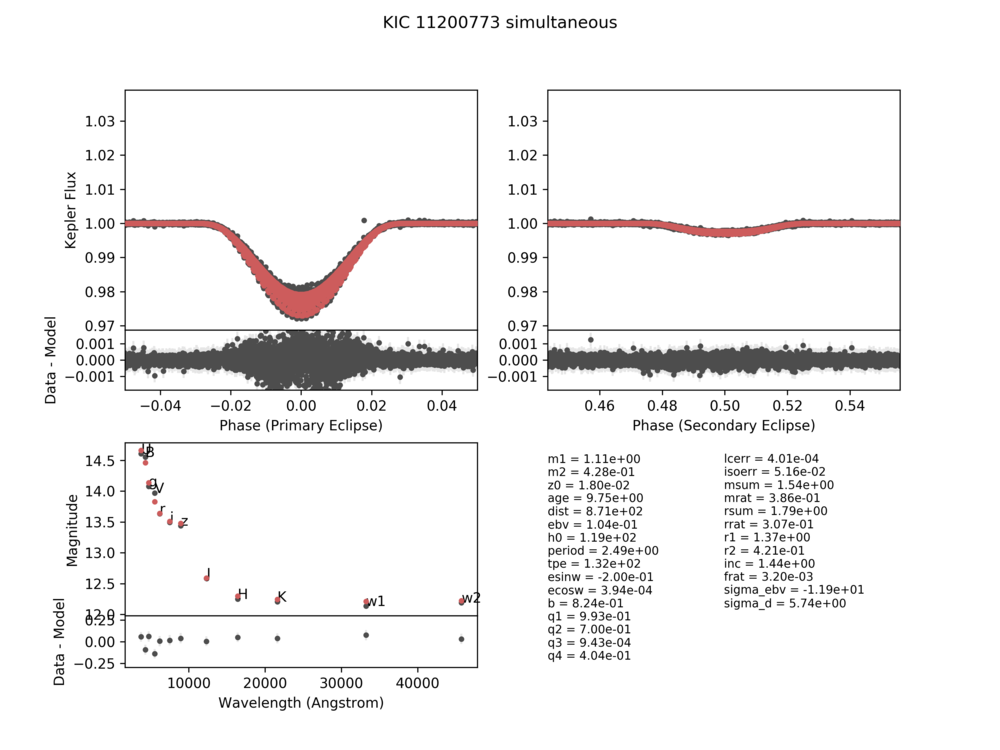 KIC 11200773 simultaneous
1.03
1.02
1.01
1.00
0.99
0.98
0.97
Kepler Flux
0.001
0.000
−0.001
Data - Model
−0.04 −0.02 0.00 0.02 0.04
Phase (Primary Eclipse)
1.03
1.02
1.01
1.00
0.99
0.98
0.97
0.001
0.000
−0.001
0.46 0.48 0.50 0.52 0.54
Phase (Secondary Eclipse)
14.5
14.0
13.5
13.0
12.5
12.0
Magnitude
B
g
V
r
i
z
J
H
K
w1
w2
0.25
0.00
−0.25
Data - Model
10000 20000 30000 40000
Wavelength (Angstrom)
m1 = 1.11e+00
m2 = 4.28e-01
z0 = 1.80e-02
age = 9.75e+00
dist = 8.71e+02
ebv = 1.04e-01
h0 = 1.19e+02
period = 2.49e+00
tpe = 1.32e+02
esinw = -2.00e-01
ecosw = 3.94e-04
b = 8.24e-01
q1 = 9.93e-01
q2 = 7.00e-01
q3 = 9.43e-04
q4 = 4.04e-01
lcerr = 4.01e-04
isoerr = 5.16e-02
msum = 1.54e+00
mrat = 3.86e-01
rsum = 1.79e+00
rrat = 3.07e-01
r1 = 1.37e+00
r2 = 4.21e-01
inc = 1.44e+00
frat = 3.20e-03
sigma_ebv = -1.19e+01
sigma_d = 5.74e+00